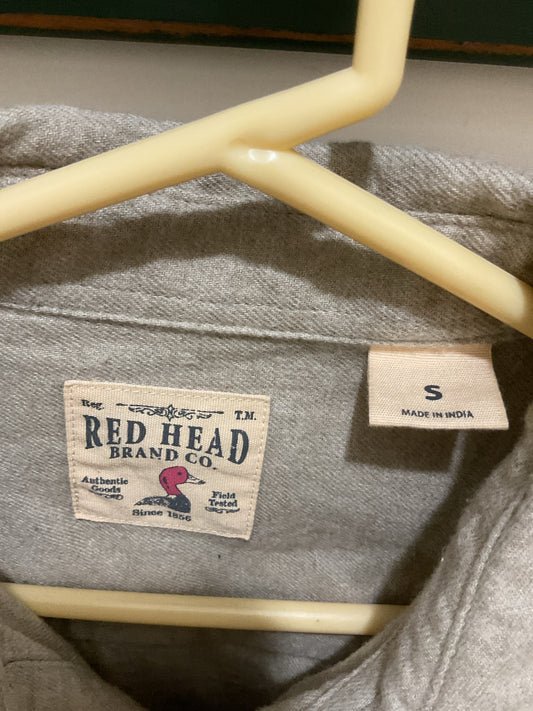 Reg. T.M.
RED HEAD
BRAND CO.
Authentic
Goods
Field
Tested
Since 1856
S
MADE IN INDIA